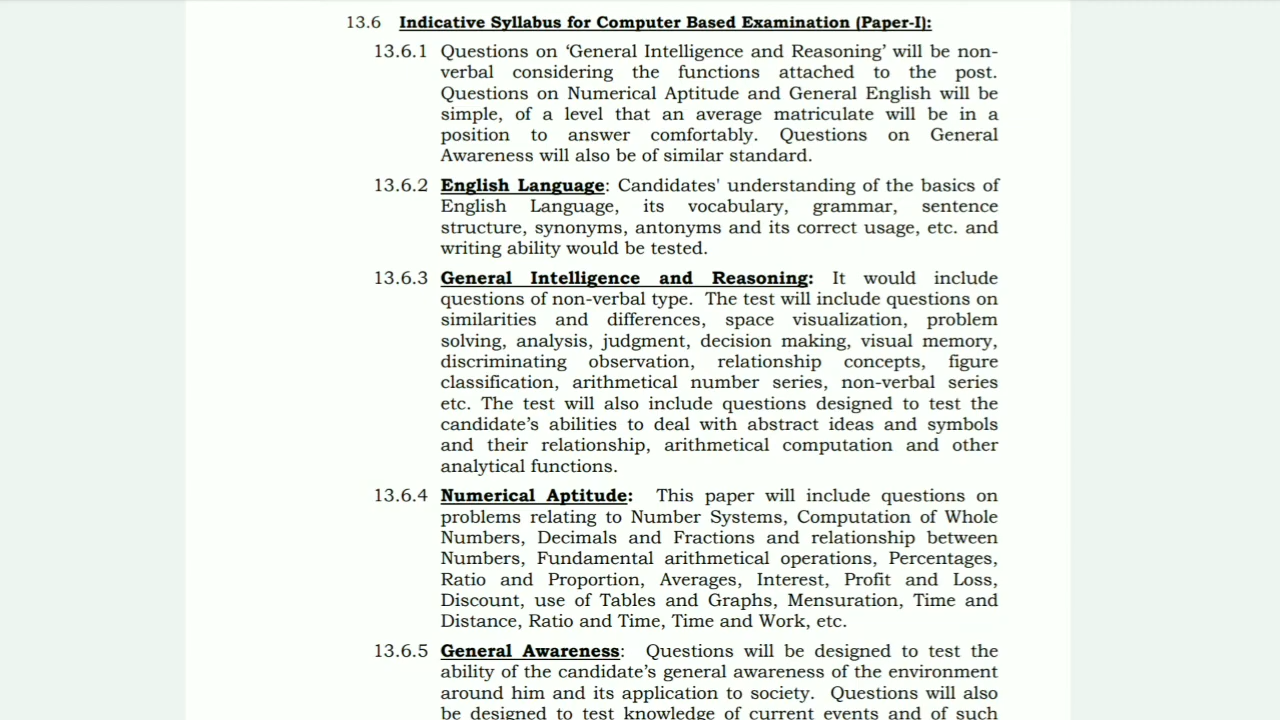 13.6 Indicative Syllabus for Computer Based Examination (Paper-I):
13.6.1 Questions on ‘General Intelligence and Reasoning’ will be non-
verbal considering the functions attached to the post.
Questions on Numerical Aptitude and General English will be
simple, of a level that an average matriculate will be in a
position to answer comfortably. Questions on General
Awareness will also be of similar standard.
13.6.2 English Language: Candidates' understanding of the basics of
English Language, its vocabulary, grammar, sentence
structure, synonyms, antonyms and its correct usage, etc. and
writing ability would be tested.
13.6.3 General Intelligence and Reasoning: It would include
questions of non-verbal type. The test will include questions on
similarities and differences, space visualization, problem
solving, analysis, judgment, decision making, visual memory,
discriminating observation, relationship concepts, figure
classification, arithmetical number series, non-verbal series
etc. The test will also include questions designed to test the
candidate’s abilities to deal with abstract ideas and symbols
and their relationship, arithmetical computation and other
analytical functions.
13.6.4 Numerical Aptitude: This paper will include questions on
problems relating to Number Systems, Computation of Whole
Numbers, Decimals and Fractions and relationship between
Numbers, Fundamental arithmetical operations, Percentages,
Ratio and Proportion, Averages, Interest, Profit and Loss,
Discount, use of Tables and Graphs, Mensuration, Time and
Distance, Ratio and Time, Time and Work, etc.
13.6.5 General Awareness: Questions will be designed to test the
ability of the candidate’s general awareness of the environment
around him and its application to society. Questions will also
be designed to test knowledge of current events and of such